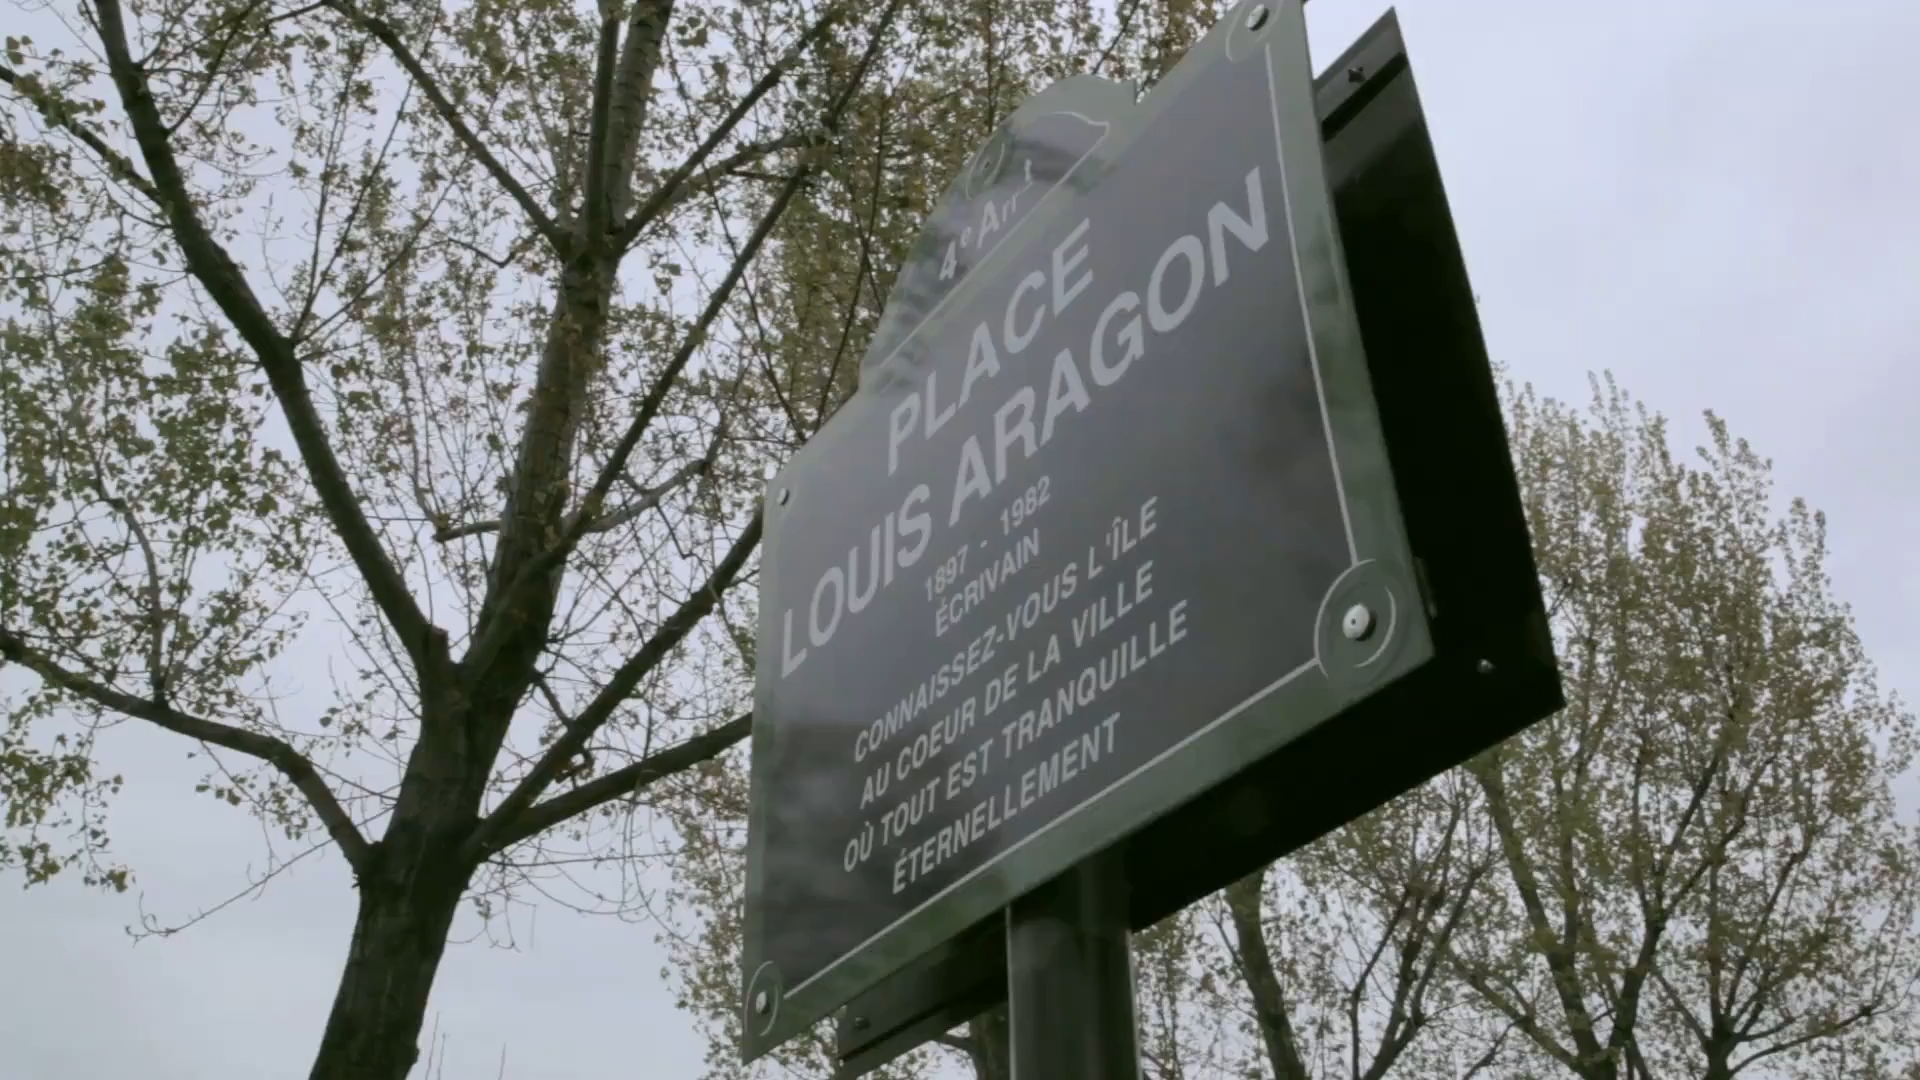 4e Arrt
PLACE
LOUIS ARAGON
1897 - 1982
ÉCRIVAIN
CONNAISSEZ-VOUS L'ÎLE
AU COEUR DE LA VILLE
OÙ TOUT EST TRANQUILLE
ÉTERNELLEMENT